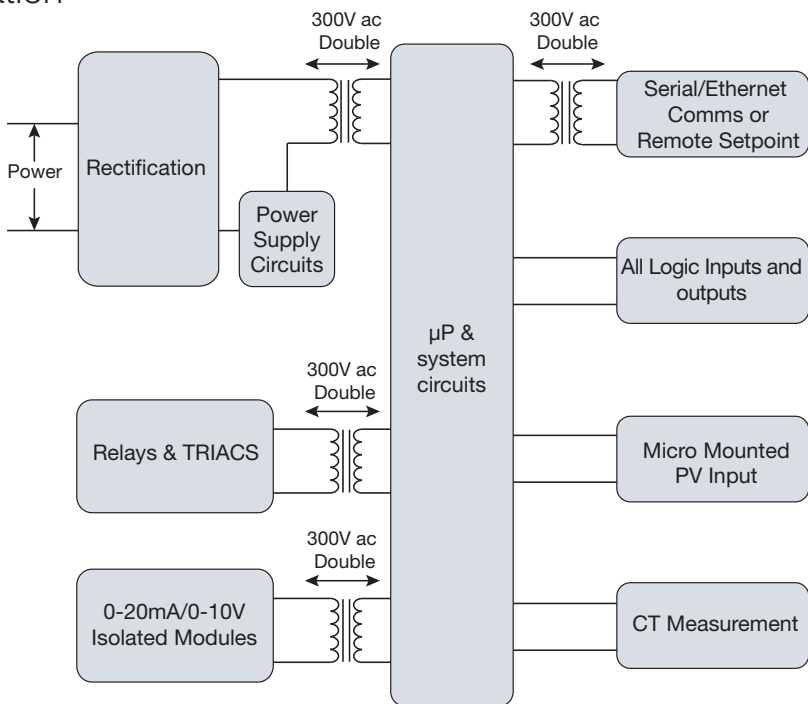 300V ac
Double
300V ac
Double
Power
Rectification
Power
Supply
Circuits
Serial/Ethernet
Comms or
Remote Setpoint
All Logic Inputs and
outputs
µP &
system
circuits
300V ac
Double
Relays & TRIACS
Micro Mounted
PV Input
300V ac
Double
0-20mA/0-10V
Isolated Modules
CT Measurement